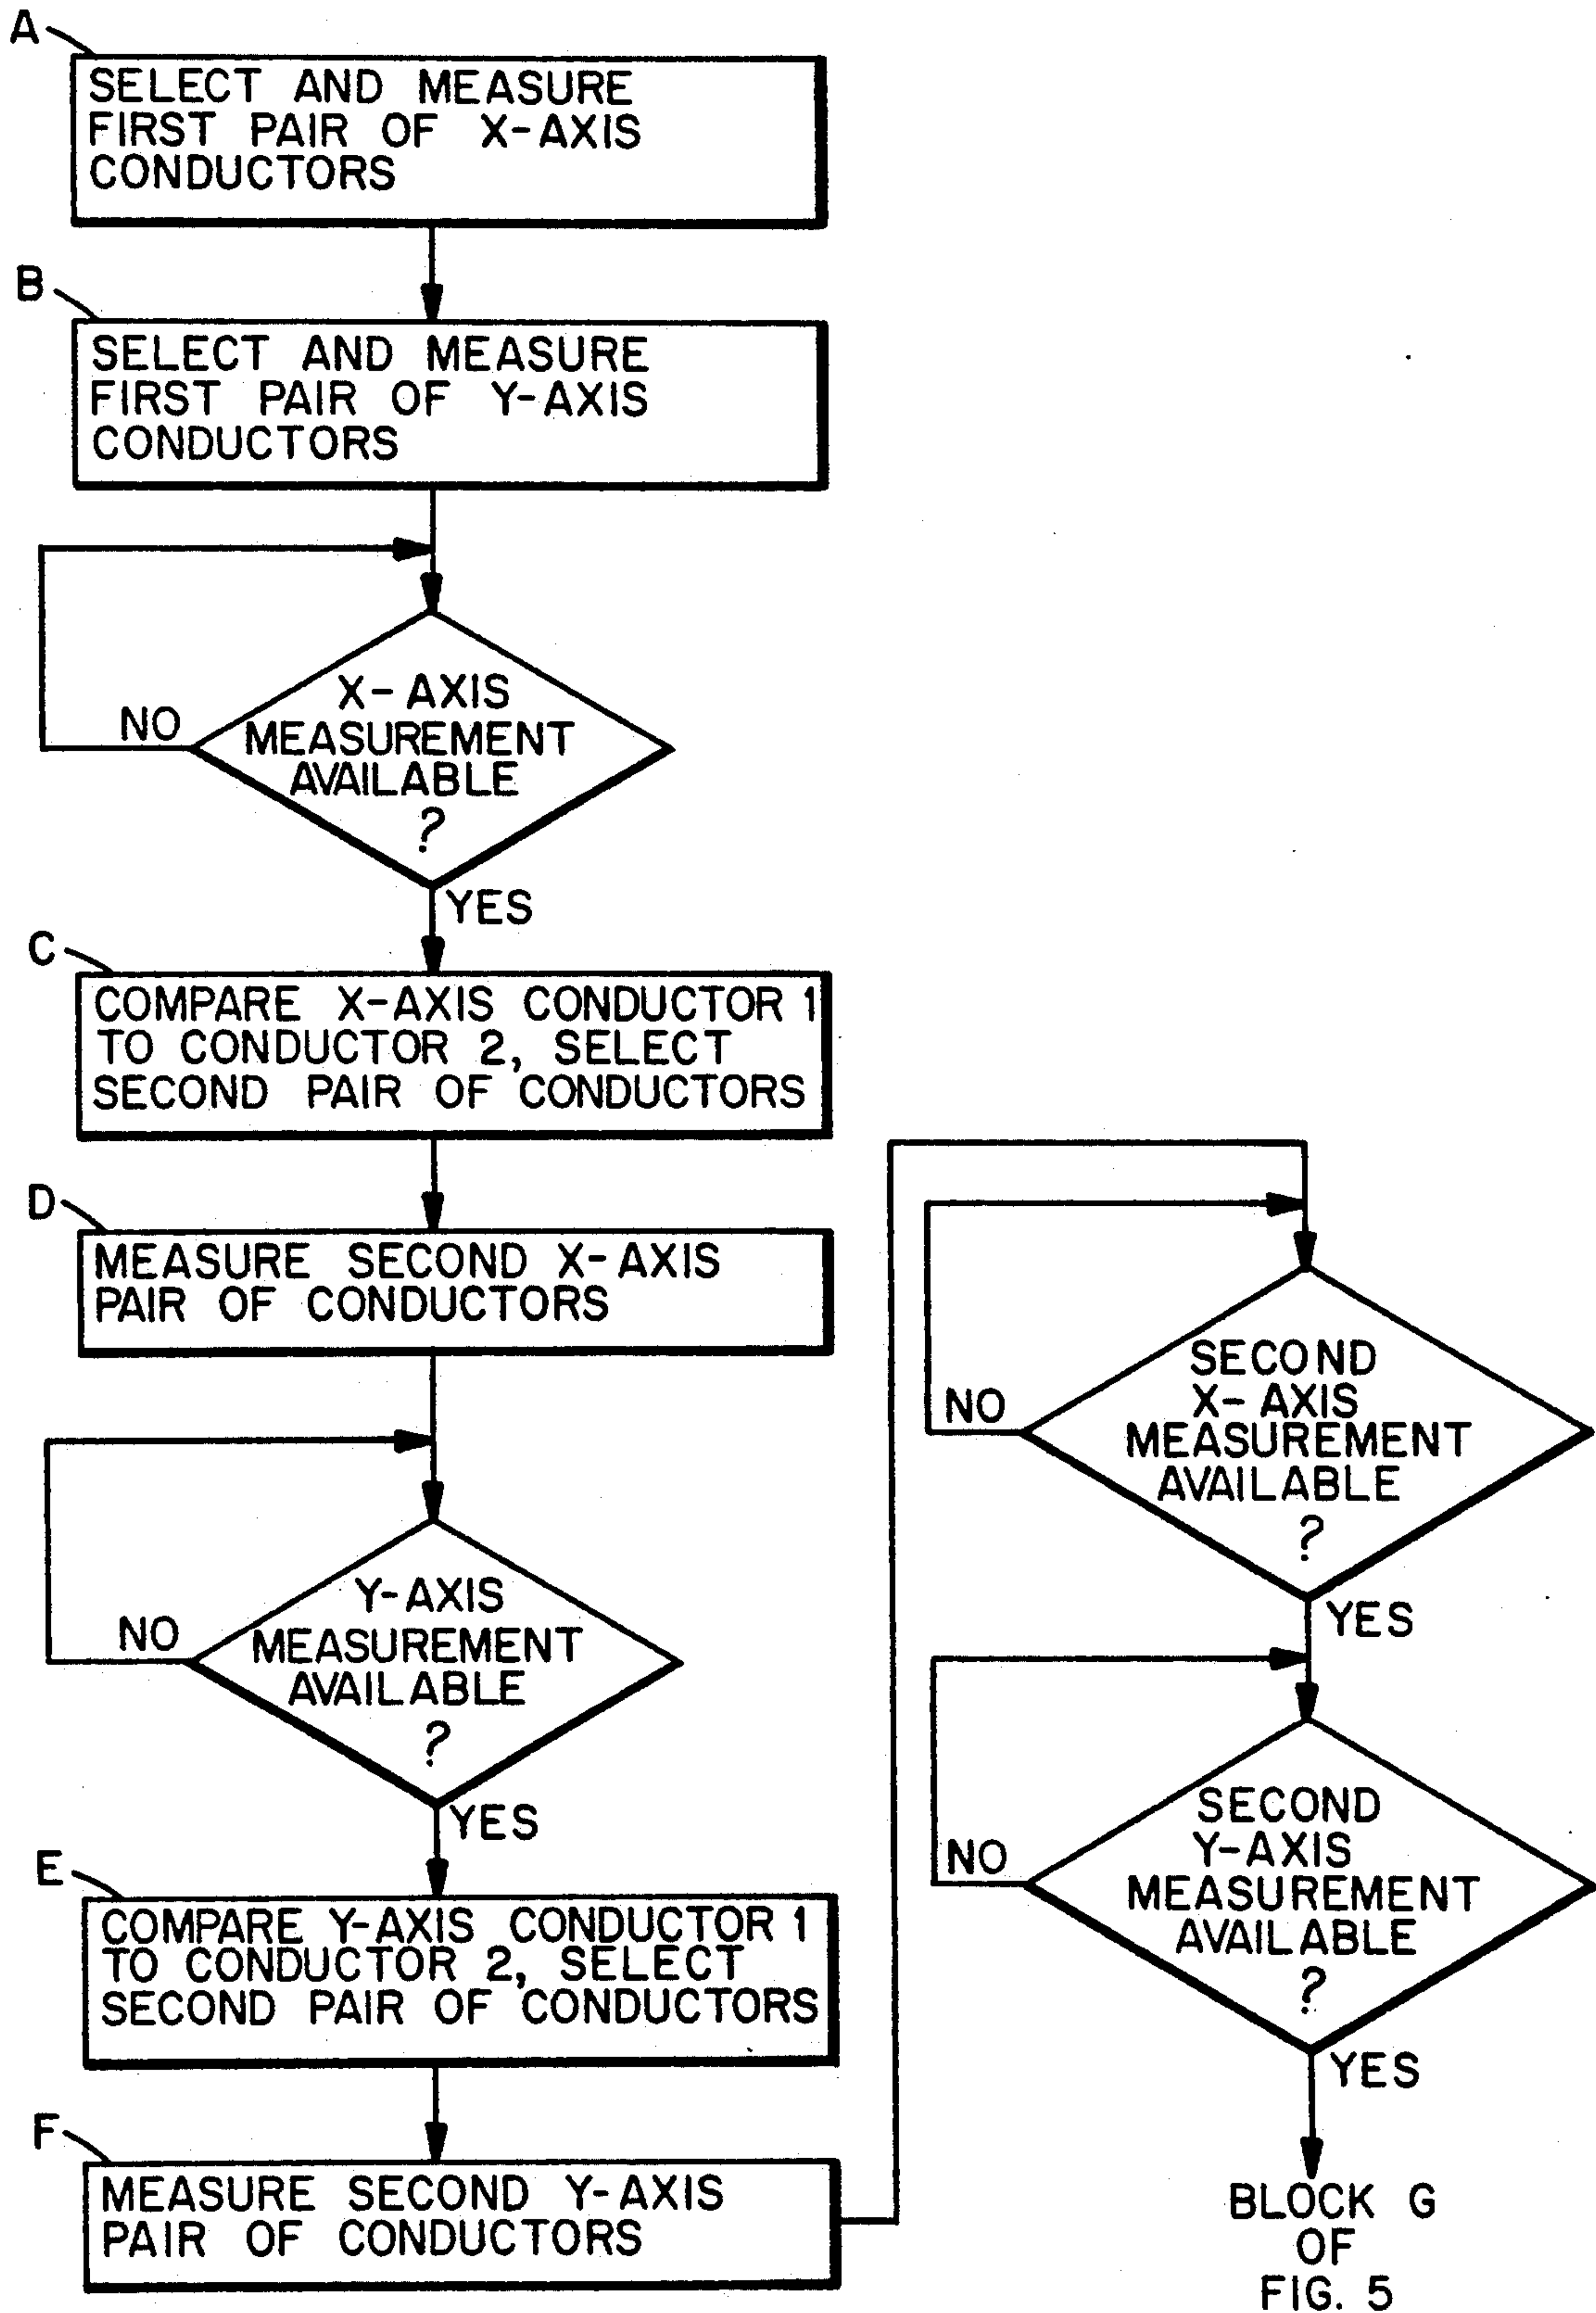 A
SELECT AND MEASURE
FIRST PAIR OF X-AXIS
CONDUCTORS
B
SELECT AND MEASURE
FIRST PAIR OF Y-AXIS
CONDUCTORS
X-AXIS
MEASUREMENT
AVAILABLE
?
NO
YES
C
COMPARE X-AXIS CONDUCTOR 1
TO CONDUCTOR 2, SELECT
SECOND PAIR OF CONDUCTORS
D
MEASURE SECOND X-AXIS
PAIR OF CONDUCTORS
Y-AXIS
MEASUREMENT
AVAILABLE
?
NO
YES
E
COMPARE Y-AXIS CONDUCTOR 1
TO CONDUCTOR 2, SELECT
SECOND PAIR OF CONDUCTORS
F
MEASURE SECOND Y-AXIS
PAIR OF CONDUCTORS
SECOND
X-AXIS
MEASUREMENT
AVAILABLE
?
NO
YES
SECOND
Y-AXIS
MEASUREMENT
AVAILABLE
?
NO
YES
BLOCK G
OF
FIG. 5